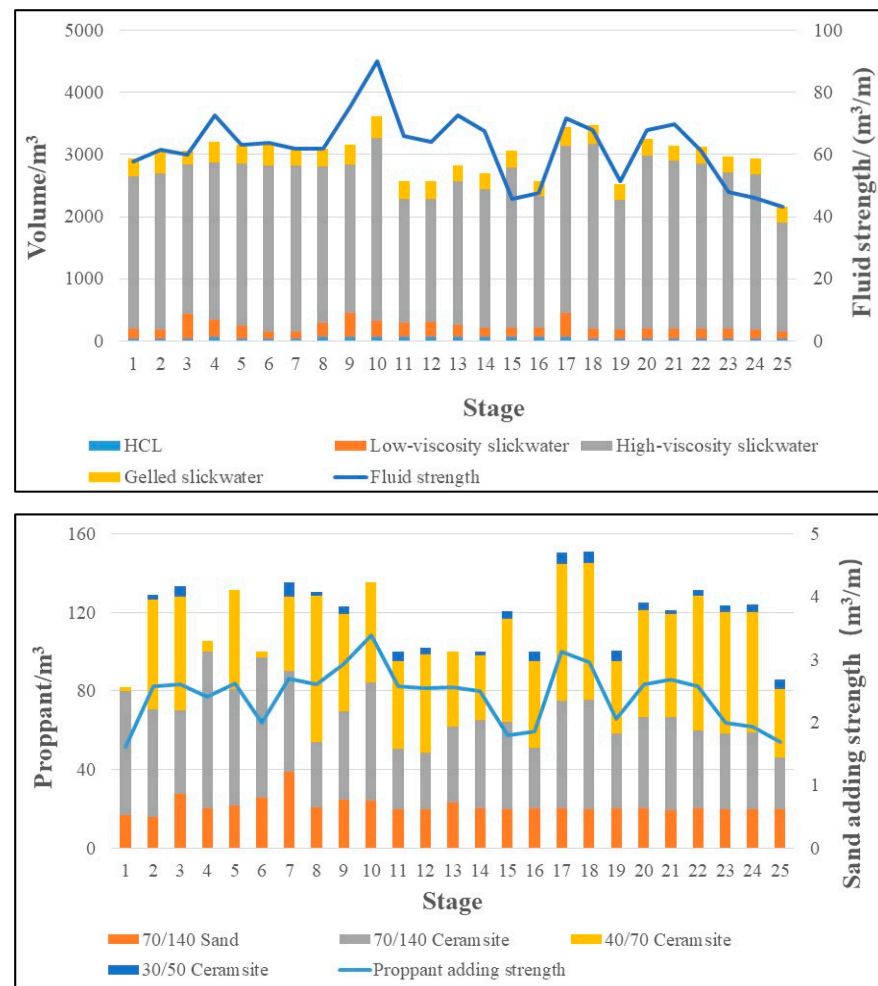 5000 100
4000 80
3000 60
2000 40
1000 20
0 0
Volume/m³
Fluid strength/ (m³/m)
1 2 3 4 5 6 7 8 9 10 11 12 13 14 15 16 17 18 19 20 21 22 23 24 25
Stage
HCL Low-viscosity slickwater High-viscosity slickwater
Gelled slickwater Fluid strength
160 5
120 4
80 3
40 2
0 1
0
Proppant/m³
Sand adding strength (m³/m)
1 2 3 4 5 6 7 8 9 10 11 12 13 14 15 16 17 18 19 20 21 22 23 24 25
Stage
70/140 Sand 70/140 Ceramsite 40/70 Ceramsite
30/50 Ceramsite Proppant adding strength